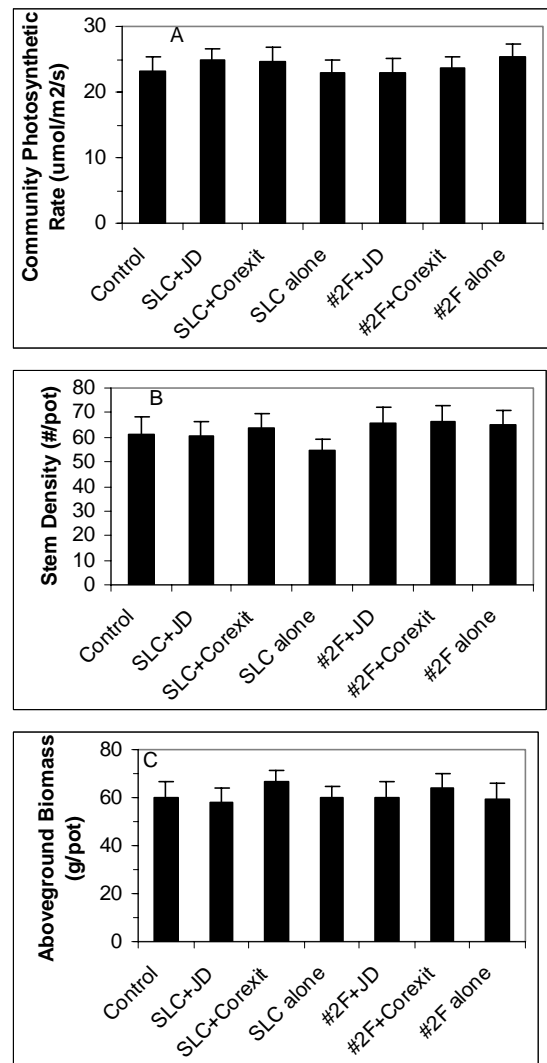 Community Photosynthetic
Rate (umol/m2/s)
30
20
10
0
A
Control
SLC+JD
SLC+Corexit
SLC alone
#2F+JD
#2F+Corexit
#2F alone
Stem Density (#/pot)
80
70
60
50
40
30
20
10
0
B
Control
SLC+JD
SLC+Corexit
SLC alone
#2F+JD
#2F+Corexit
#2F alone
Aboveground Biomass
(g/pot)
80
60
40
20
0
C
Control
SLC+JD
SLC+Corexit
SLC alone
#2F+JD
#2F+Corexit
#2F alone